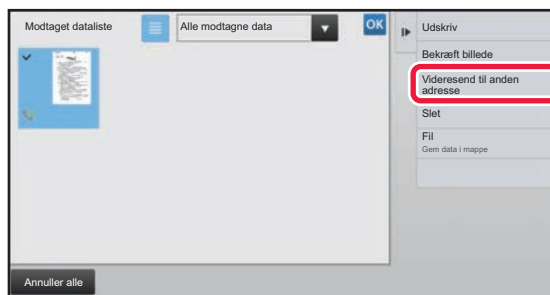 Modtaget dataliste
Alle modtagne data
OK
Udskriv
Bekræft billede
Videresend til anden
adresse
Slet
Fil
Gem data i mappe
Annuller alle